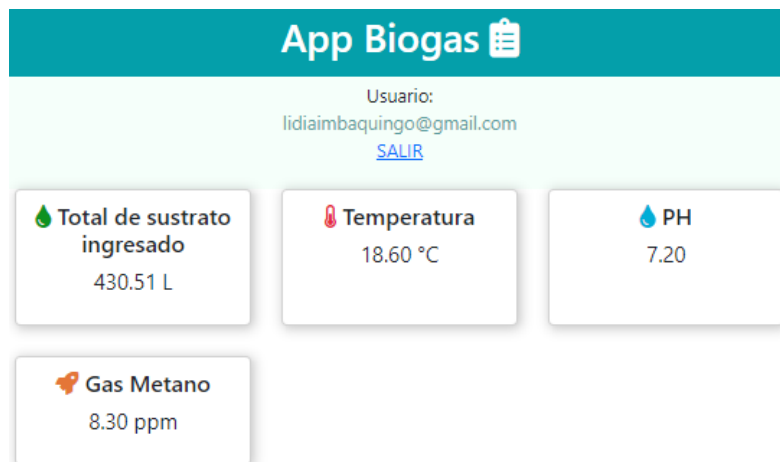 App Biogas
Usuario:
lidiaimbaquingo@gmail.com
SALIR
Total de sustrato
ingresado
430.51 L
Temperatura
18.60 °C
PH
7.20
Gas Metano
8.30 ppm